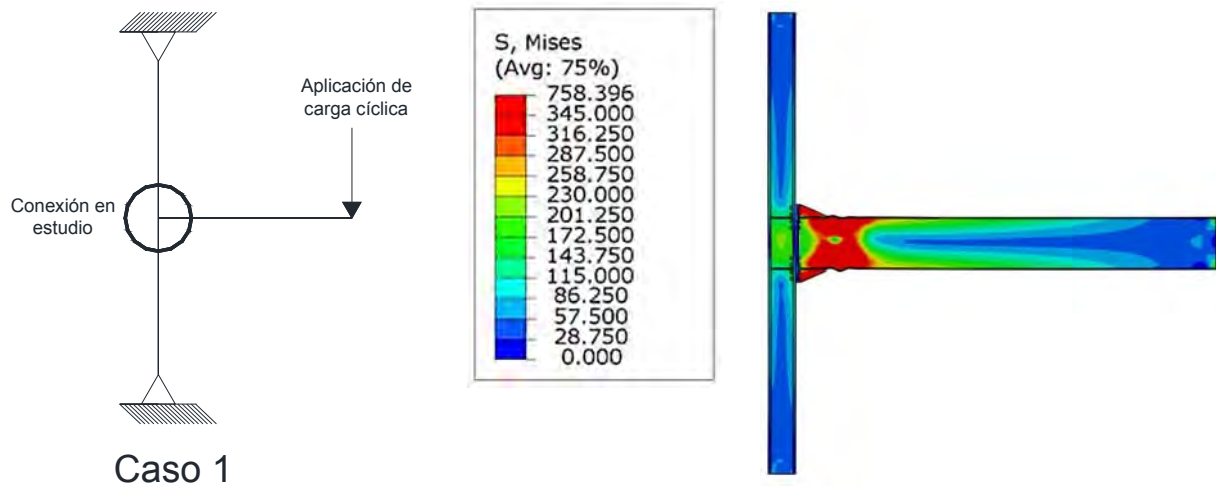 Aplicación de
carga cíclica
Conexión en
estudio
Caso 1
S, Mises
(Avg: 75%)
758.396
345.000
316.250
287.500
258.750
230.000
201.250
172.500
143.750
115.000
86.250
57.500
28.750
0.000